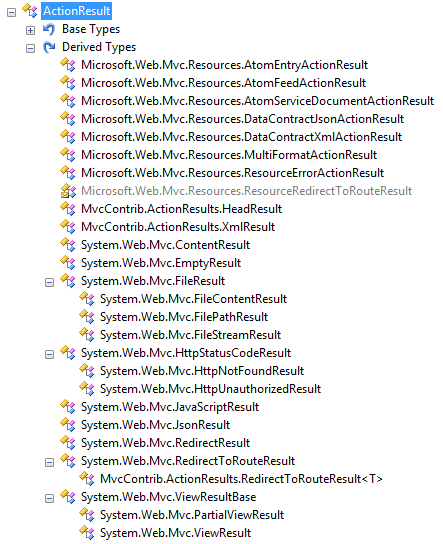 ActionResult
Base Types
Derived Types
Microsoft.Web.Mvc.Resources.AtomEntryActionResult
Microsoft.Web.Mvc.Resources.AtomFeedActionResult
Microsoft.Web.Mvc.Resources.AtomServiceDocumentActionResult
Microsoft.Web.Mvc.Resources.DataContractJsonActionResult
Microsoft.Web.Mvc.Resources.DataContractXmlActionResult
Microsoft.Web.Mvc.Resources.MultiFormatActionResult
Microsoft.Web.Mvc.Resources.ResourceErrorActionResult
Microsoft.Web.Mvc.Resources.ResourceRedirectToRouteResult
MvcContrib.ActionResults.HeadResult
MvcContrib.ActionResults.XmlResult
System.Web.Mvc.ContentResult
System.Web.Mvc.EmptyResult
System.Web.Mvc.FileResult
System.Web.Mvc.FileContentResult
System.Web.Mvc.FilePathResult
System.Web.Mvc.FileStreamResult
System.Web.Mvc.HttpStatusCodeResult
System.Web.Mvc.HttpNotFoundResult
System.Web.Mvc.HttpUnauthorizedResult
System.Web.Mvc.JavaScriptResult
System.Web.Mvc.JsonResult
System.Web.Mvc.RedirectResult
System.Web.Mvc.RedirectToRouteResult
MvcContrib.ActionResults.RedirectToRouteResult<T>
System.Web.Mvc.ViewResultBase
System.Web.Mvc.PartialViewResult
System.Web.Mvc.ViewResult